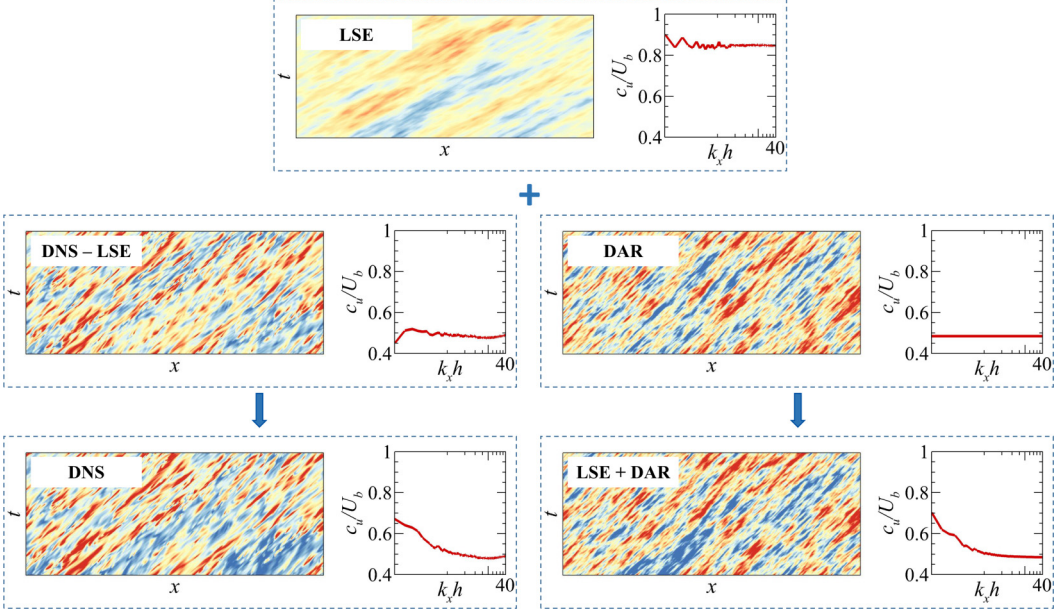 LSE
t
x
1
0.8
0.6
0.4
c_u/U_b
k_xh
40
+
DNS – LSE
t
x
1
0.8
0.6
0.4
c_u/U_b
k_xh
40
DAR
t
x
1
0.8
0.6
0.4
c_u/U_b
k_xh
40
DNS
t
x
1
0.8
0.6
0.4
c_u/U_b
k_xh
40
LSE + DAR
t
x
1
0.8
0.6
0.4
c_u/U_b
k_xh
40